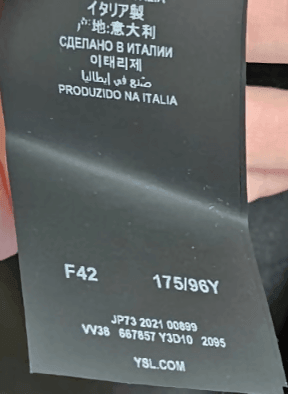 イタリア製
产地:意大利
СДЕЛАНО В ИТАЛИИ
이태리제
صنع في إيطاليا
PRODUZIDO NA ITALIA
F42 175/96Y
JP73 2021 00899
VV38 667857 Y3D10 2095
YSL.COM